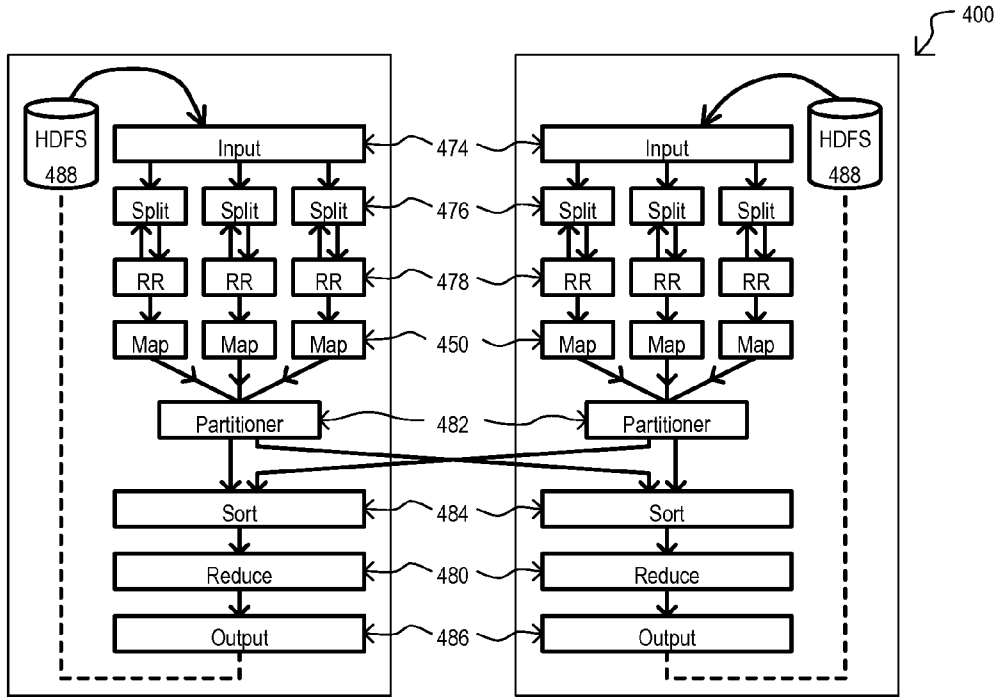 400
HDFS 488 HDFS 488
Input 474 Input
Split Split Split 476 Split Split Split
RR RR RR 478 RR RR RR
Map Map Map 450 Map Map Map
Partitioner 482 Partitioner
Sort 484 Sort
Reduce 480 Reduce
Output 486 Output